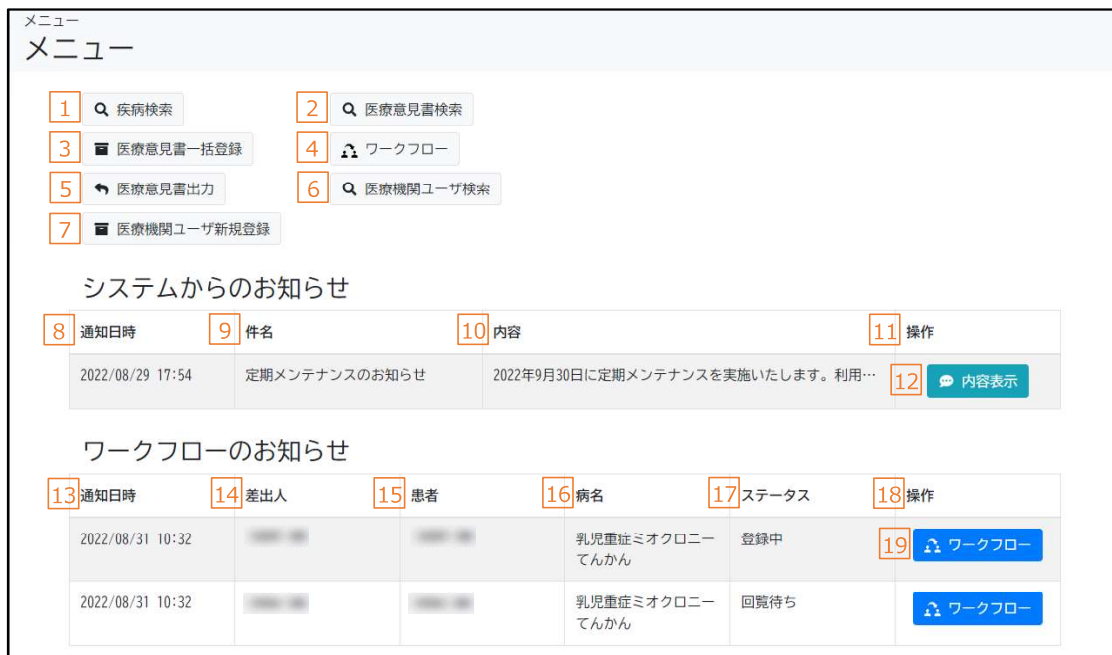 メニュー
メニュー
1 疾病検索 2 医療意見書検索
3 医療意見書一括登録 4 ワークフロー
5 医療意見書出力 6 医療機関ユーザ検索
7 医療機関ユーザ新規登録
システムからのお知らせ
8 通知日時 9 件名 10 内容 11 操作
2022/08/29 17:54 定期メンテナンスのお知らせ 2022年9月30日に定期メンテナンスを実施いたします。利用… 12 内容表示
ワークフローのお知らせ
13 通知日時 14 差出人 15 患者 16 病名 17 ステータス 18 操作
2022/08/31 10:32 乳児重症ミオクロニー 登録中 19 ワークフロー
てんかん
2022/08/31 10:32 乳児重症ミオクロニー 回覧待ち ワークフロー
てんかん